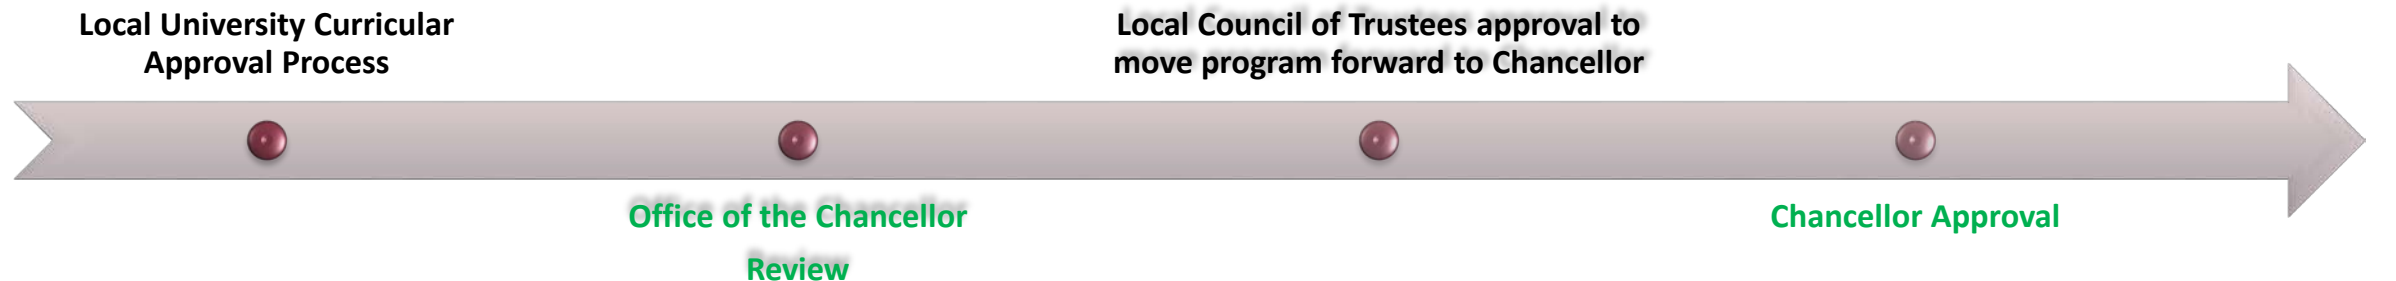 Local University Curricular
Approval Process
Office of the Chancellor
Review
Local Council of Trustees approval to
move program forward to Chancellor
Chancellor Approval